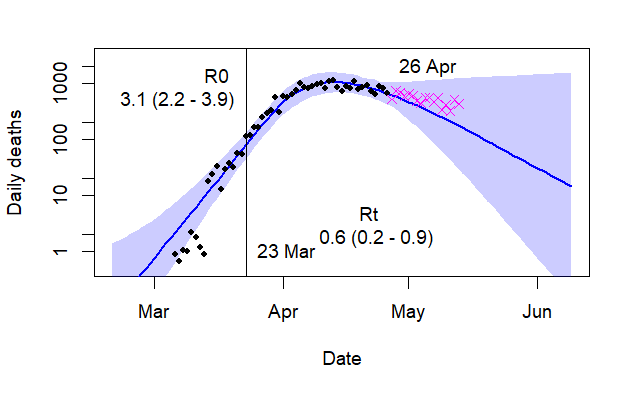 26 Apr
R0
3.1 (2.2 - 3.9)
Rt
0.6 (0.2 - 0.9)
23 Mar
Daily deaths
1000
100
10
1
Mar
Apr
May
Jun
Date